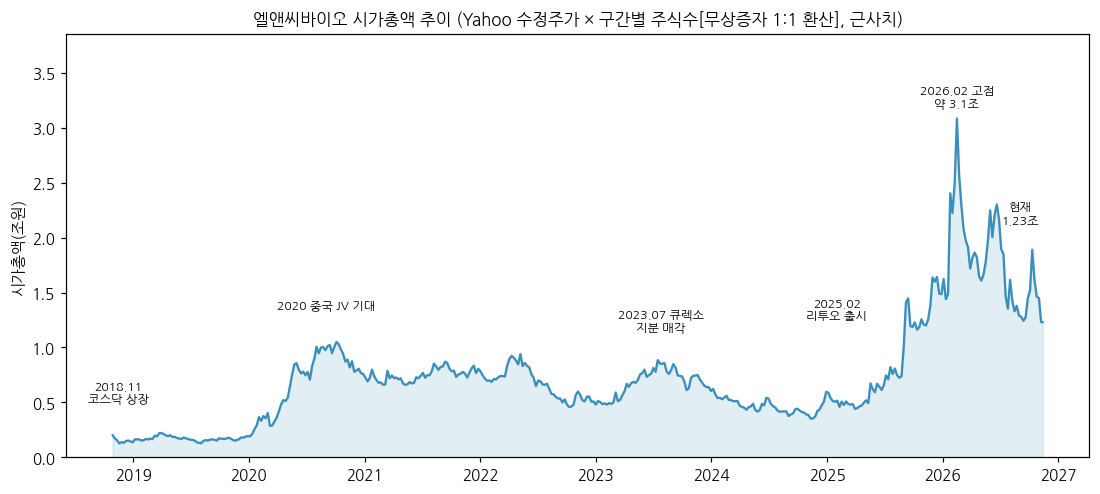 엘앤씨바이오 시가총액 추이 (Yahoo 수정주가 × 구간별 주식수[무상증자 1:1 환산], 근사치)
시가총액(조원)
3.5
3.0
2.5
2.0
1.5
1.0
0.5
0.0
2018.11
코스닥 상장
2020 중국 JV 기대
2023.07 큐렉소
지분 매각
2025.02
리투오 출시
2026.02 고점
약 3.1조
현재
1.23조
2019
2020
2021
2022
2023
2024
2025
2026
2027